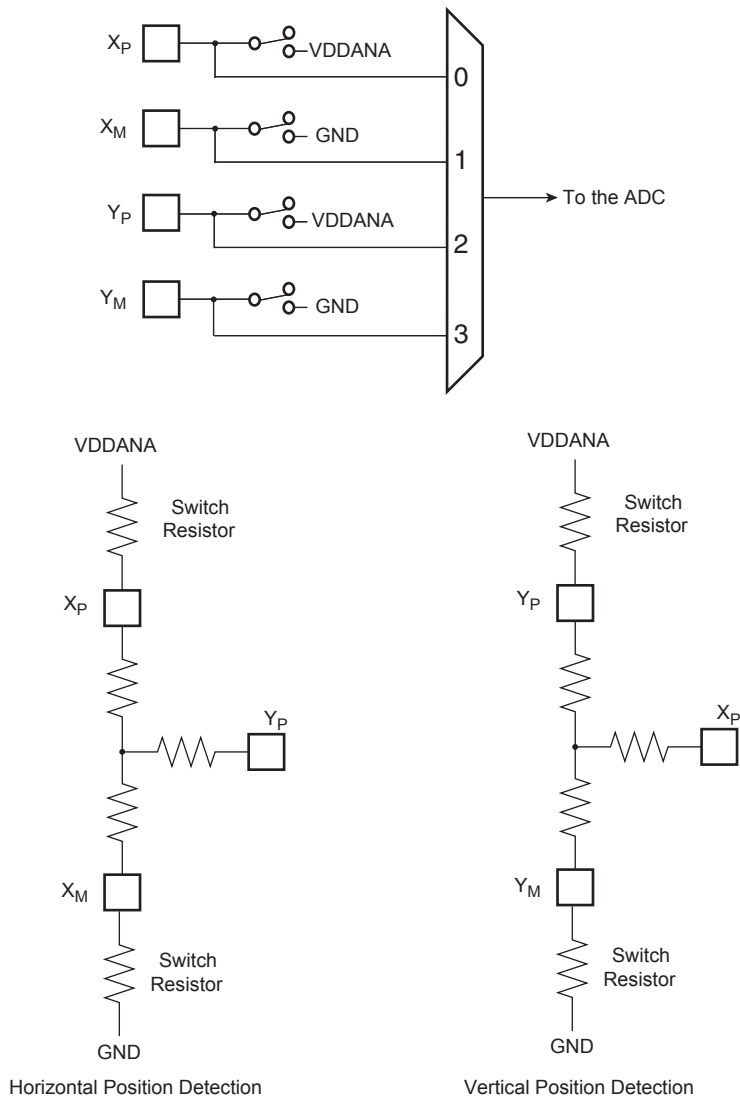 XP
VDDANA
0
XM
GND
1
YP
VDDANA
2
To the ADC
YM
GND
3
VDDANA
Switch
Resistor
XP
YP
XM
Switch
Resistor
GND
Horizontal Position Detection
VDDANA
Switch
Resistor
YP
XP
YM
Switch
Resistor
GND
Vertical Position Detection